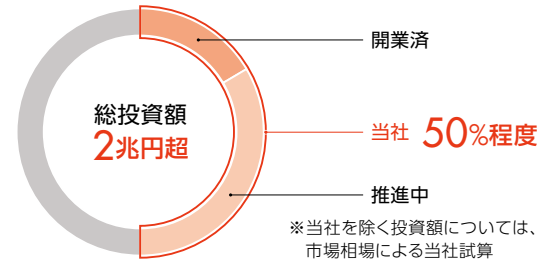 開業済
総投資額
2兆円超
当社 50%程度
推進中
※当社を除く投資額については、
市場相場による当社試算